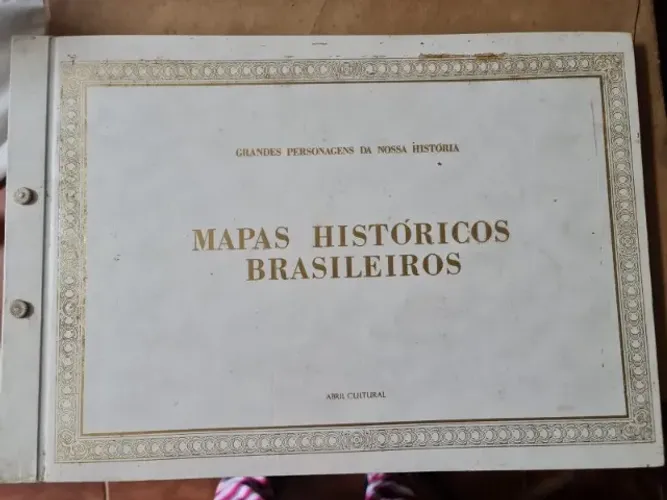 GRANDES PERSONAGENS DA NOSSA HISTÓRIA
MAPAS HISTÓRICOS
BRASILEIROS
ABRIL CULTURAL